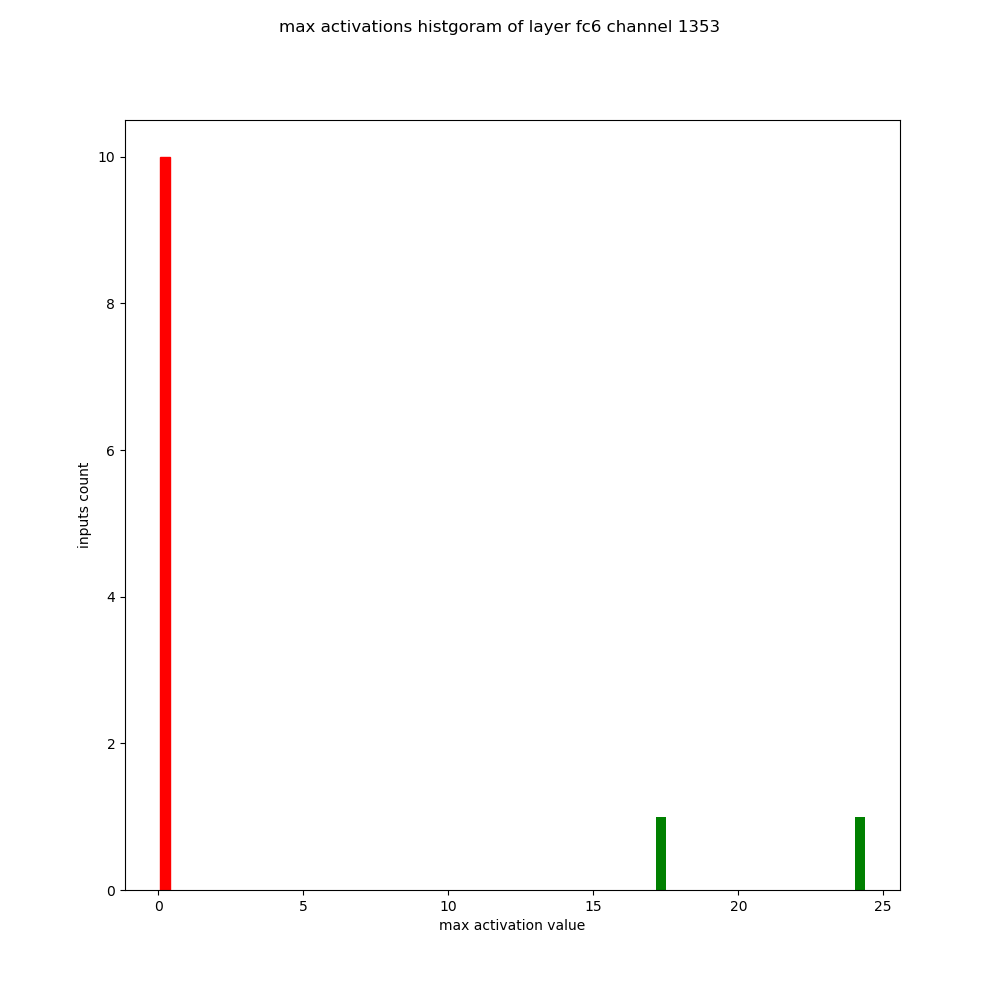 max activations histgoram of layer fc6 channel 1353
10
8
6
4
2
0
inputs count
0 5 10 15 20 25
max activation value